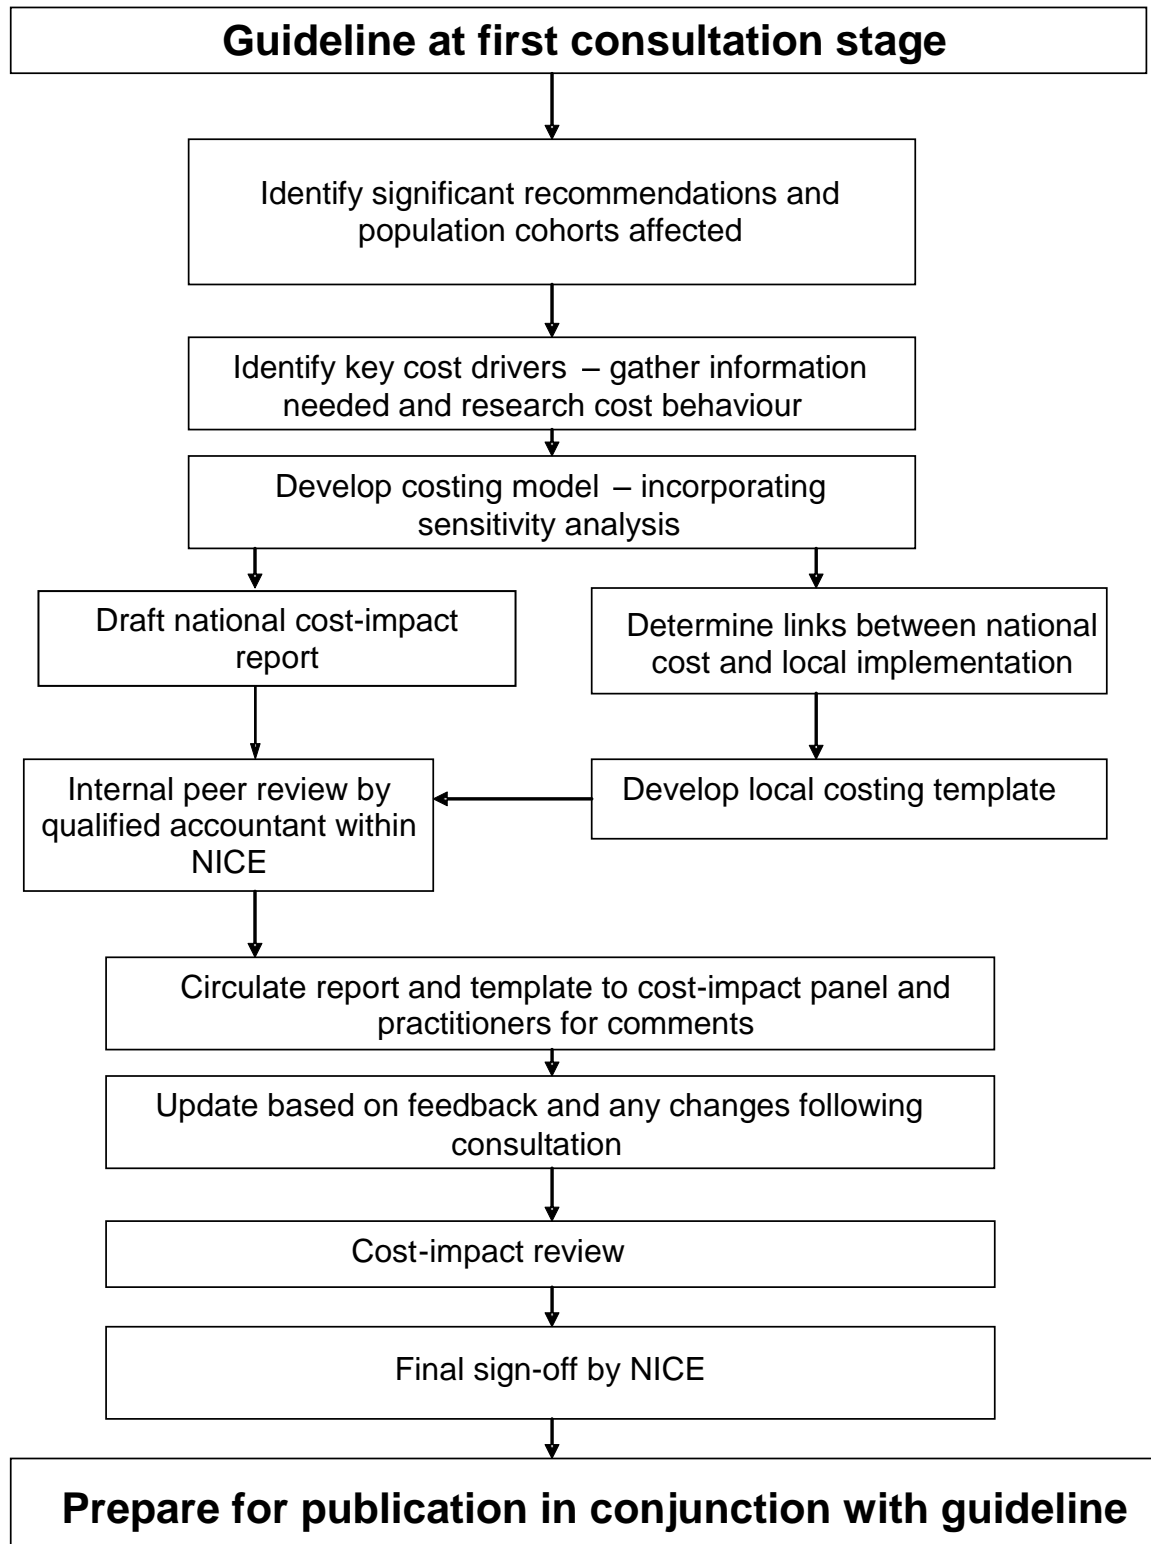 Guideline at first consultation stage
Identify significant recommendations and
population cohorts affected
Identify key cost drivers – gather information
needed and research cost behaviour
Develop costing model – incorporating
sensitivity analysis
Draft national cost-impact
report
Determine links between national
cost and local implementation
Internal peer review by
qualified accountant within
NICE
Develop local costing template
Circulate report and template to cost-impact panel and
practitioners for comments
Update based on feedback and any changes following
consultation
Cost-impact review
Final sign-off by NICE
Prepare for publication in conjunction with guideline